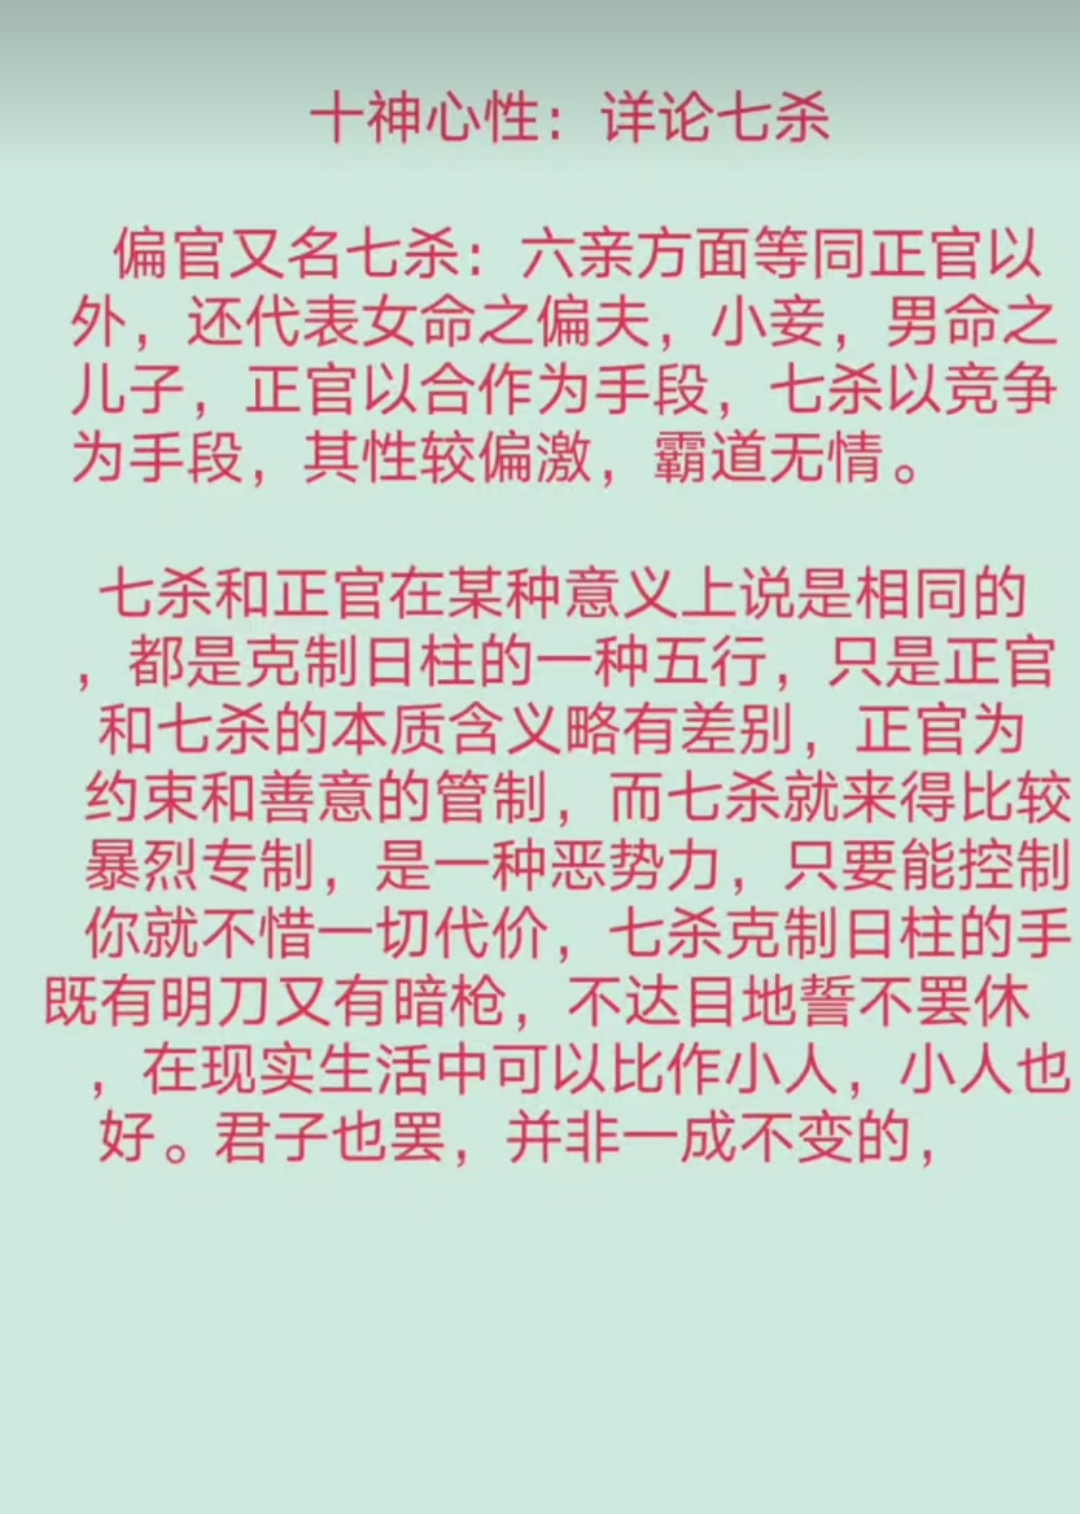 十神心性：详论七杀
偏官又名七杀：六亲方面等同正官以
外，还代表女命之偏夫，小妾，男命之
儿子，正官以合作为手段，七杀以竞争
为手段，其性较偏激，霸道无情。
七杀和正官在某种意义上说是相同的
，都是克制日柱的一种五行，只是正官
和七杀的本质含义略有差别，正官为
约束和善意的管制，而七杀就来得比较
暴烈专制，是一种恶势力，只要能控制
你就不惜一切代价，七杀克制日柱的手
既有明刀又有暗枪，不达目地誓不罢休
，在现实生活中可以比作小人，小人也
好。君子也罢，并非一成不变的，